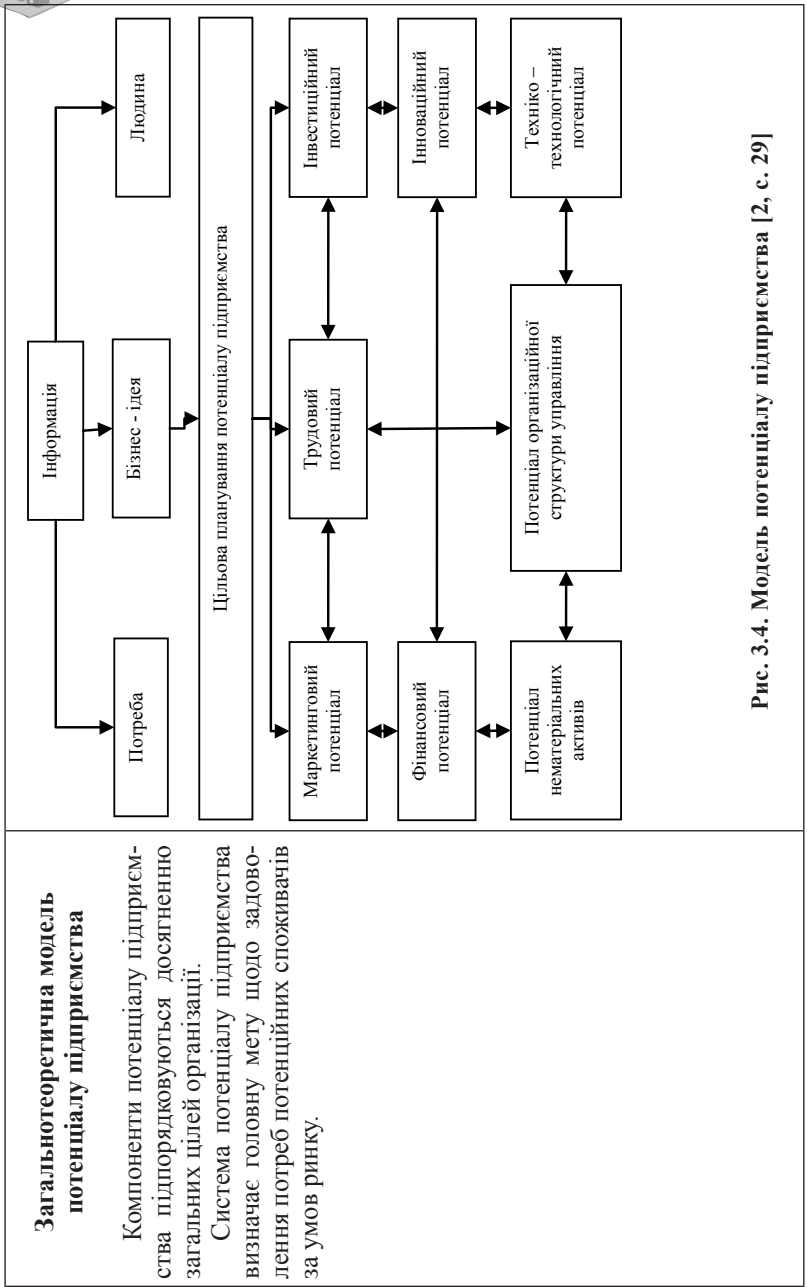 Загальнотеоретична модель
потенціалу підприємства
Компоненти потенціалу підприєм-
ства підпорядковуються досягненню
загальних цілей організації.
Система потенціалу підприємства
визначає головну мету щодо задово-
лення потреб потенційних споживачів
за умов ринку.
Інформація
Потреба
Бізнес - ідея
Людина
Цільова планування потенціалу підприємства
Маркетинговий
потенціал
Трудовий
потенціал
Інвестиційний
потенціал
Фінансовий
потенціал
Інноваційний
потенціал
Потенціал
нематеріальних
активів
Потенціал організаційної
структури управління
Техніко –
технологічний
потенціал
Рис. 3.4. Модель потенціалу підприємства [2, с. 29]